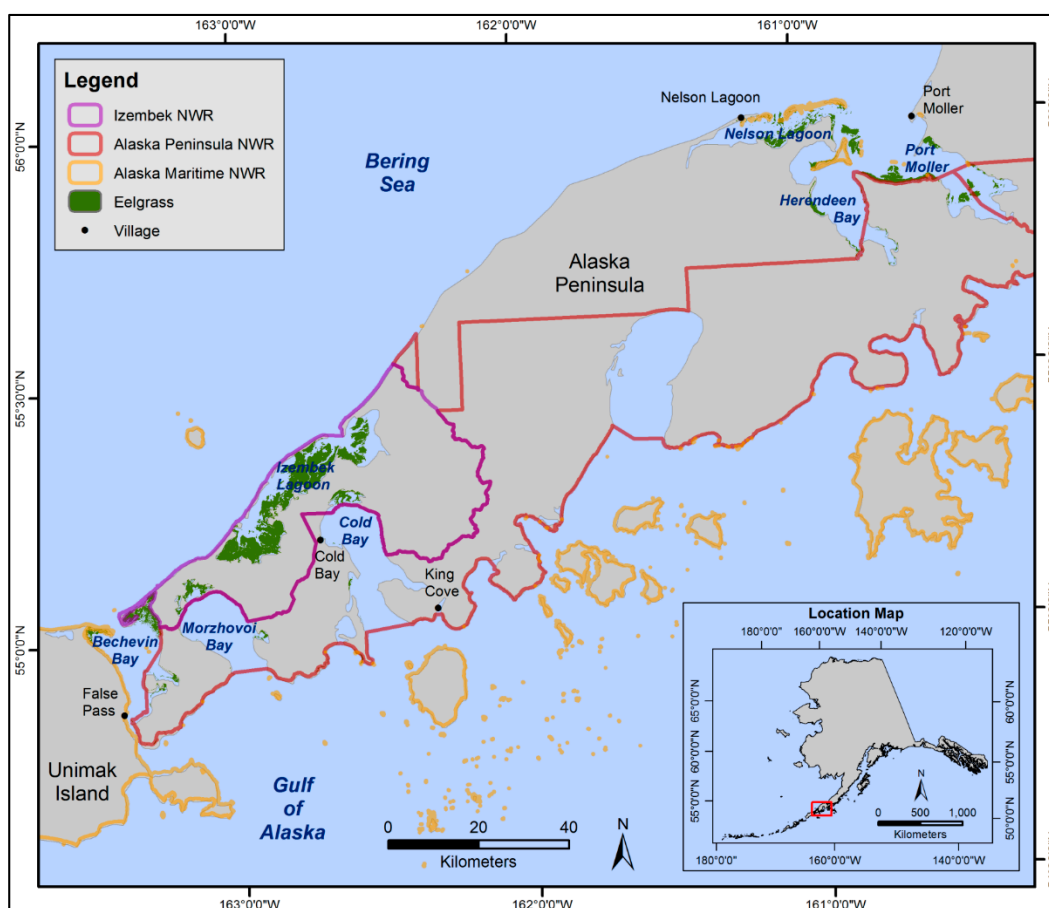 163°0'0"W
162°0'0"W
161°0'0"W
Legend
Izembek NWR
Alaska Peninsula NWR
Alaska Maritime NWR
Eelgrass
Village
56°0'0"N
55°30'0"N
55°0'0"N
Bering
Sea
Nelson Lagoon
Port
Moller
Nelson Lagoon
Port
Moller
Herendeen
Bay
Alaska
Peninsula
Izembek
Lagoon
Cold
Bay
Cold
Bay
King
Cove
Morzhovoi
Bay
Bechevin
Bay
False
Pass
Unimak
Island
Gulf
of
Alaska
0 20 40
Kilometers
N
Location Map
180°0'0"
160°0'0"W
140°0'0"W
120°0'0"W
65°0'0"N
60°0'0"N
55°0'0"N
60°0'0"N
55°0'0"N
50°0'0"N
N
0 500 1,000
Kilometers
180°0'0"
160°0'0"W
140°0'0"W
163°0'0"W
162°0'0"W
161°0'0"W